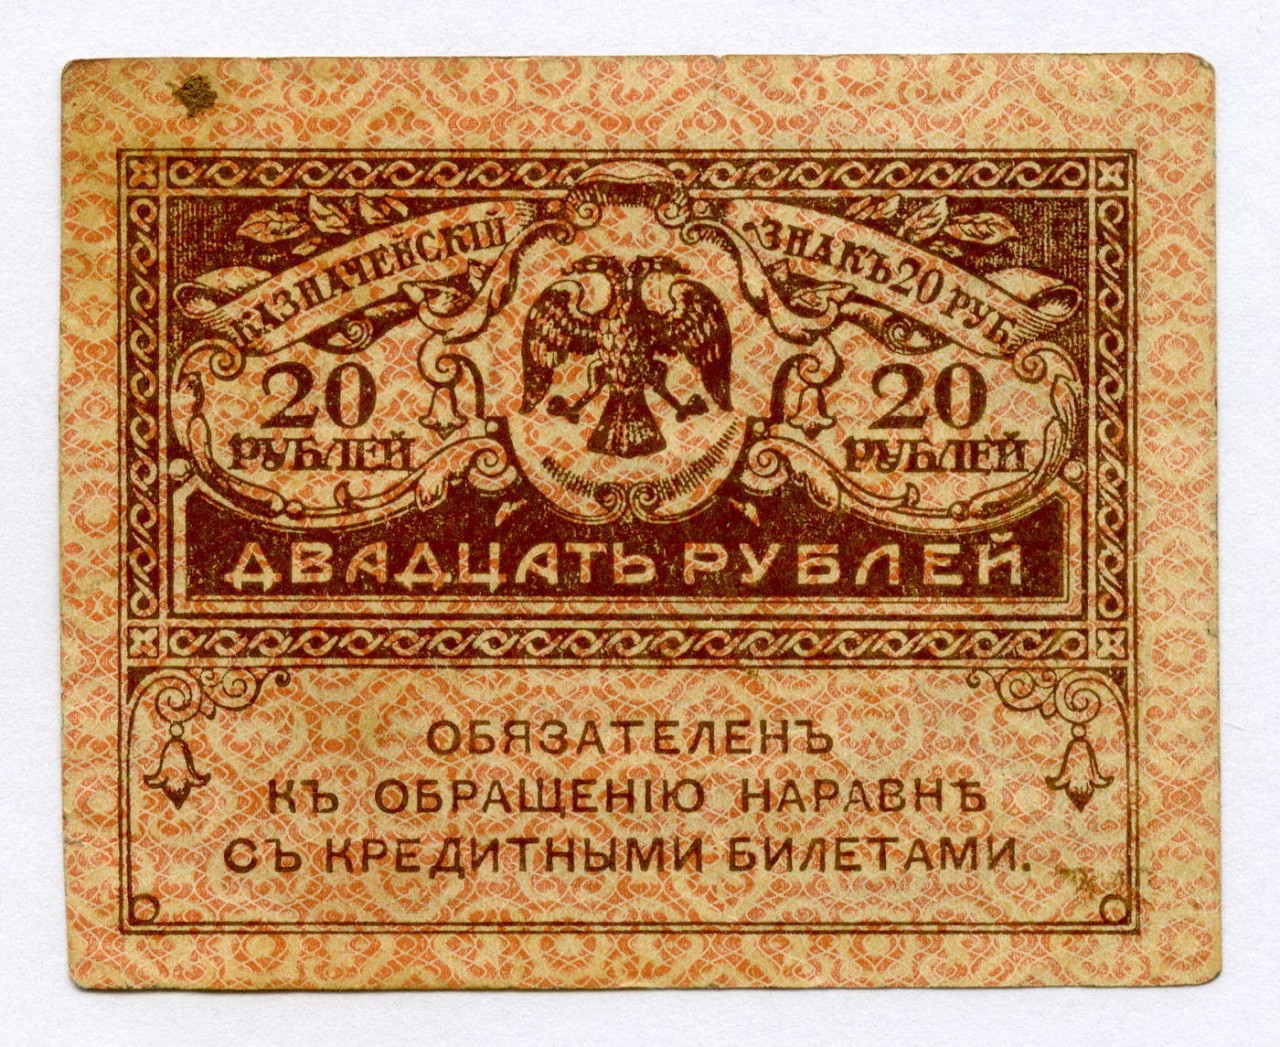 КАЗНАЧЕЙСКІЙ ЗНАКЪ 20 РУБ.
20 РУБЛЕЙ
20 РУБЛЕЙ
ДВАДЦАТЬ РУБЛЕЙ
ОБЯЗАТЕЛЕНЪ
КЪ ОБРАЩЕНІЮ НАРАВНѢ
СЪ КРЕДИТНЫМИ БИЛЕТАМИ.